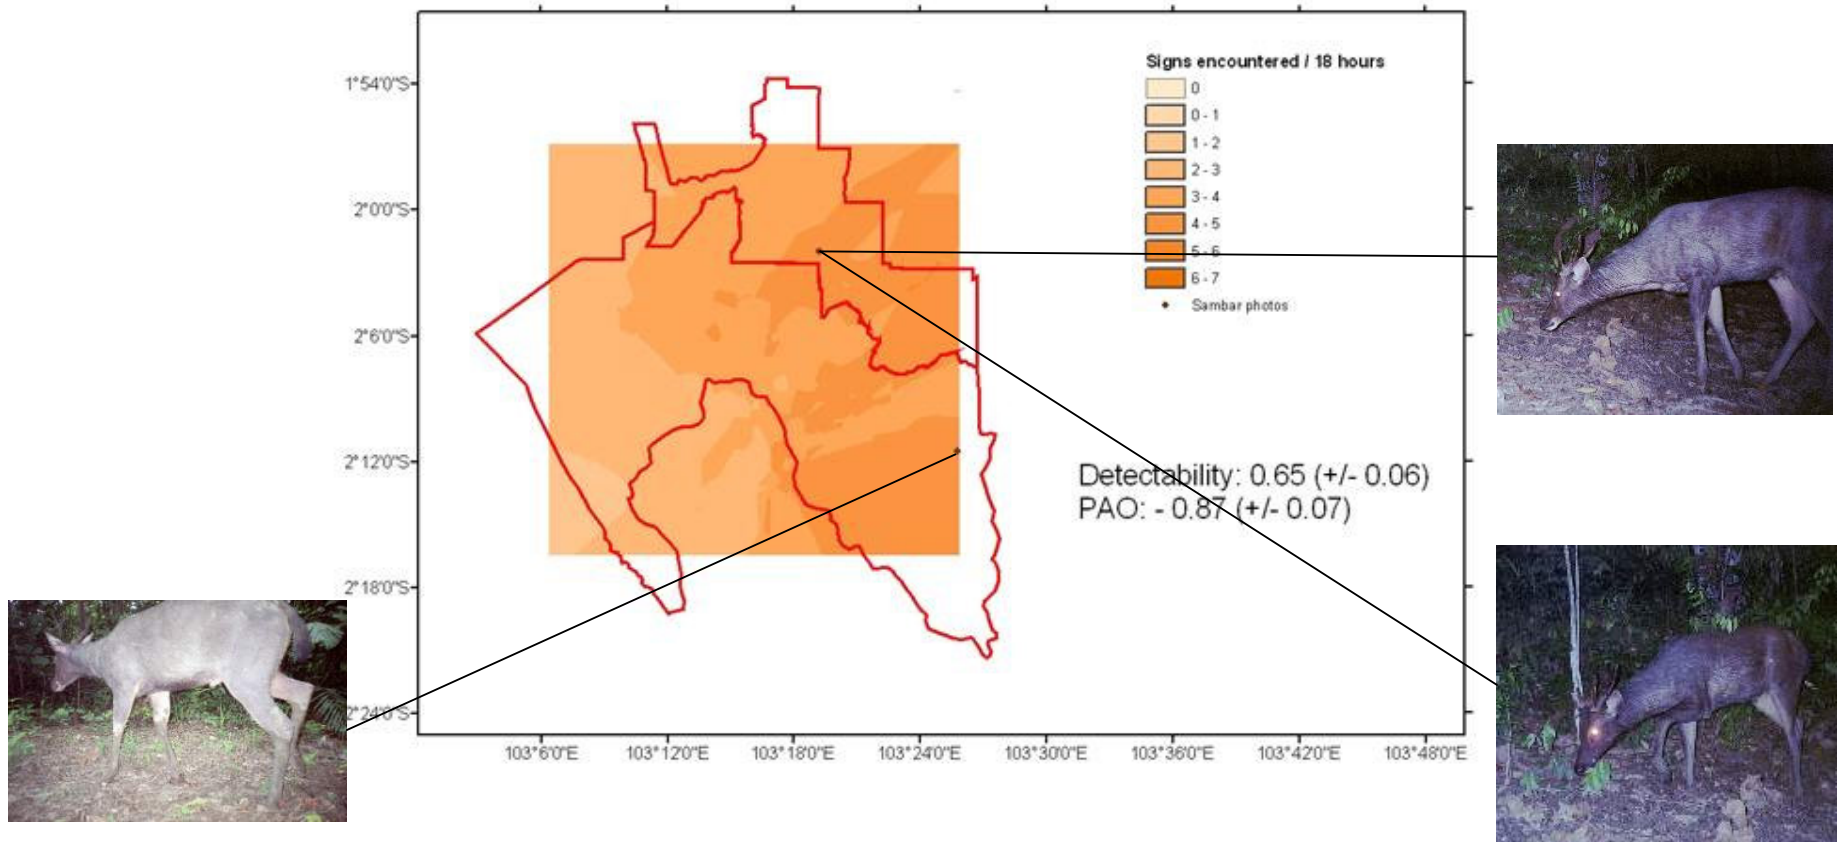 Signs encountered / 18 hours
0
0 - 1
1 - 2
2 - 3
3 - 4
4 - 5
5 - 6
6 - 7
Sambar photos
1°54'0"S
2°0'0"S
2°6'0"S
2°12'0"S
2°18'0"S
2°24'0"S
Detectability: 0.65 (+/- 0.06)
PAO: - 0.87 (+/- 0.07)
103°6'0"E
103°12'0"E
103°18'0"E
103°24'0"E
103°30'0"E
103°36'0"E
103°42'0"E
103°48'0"E